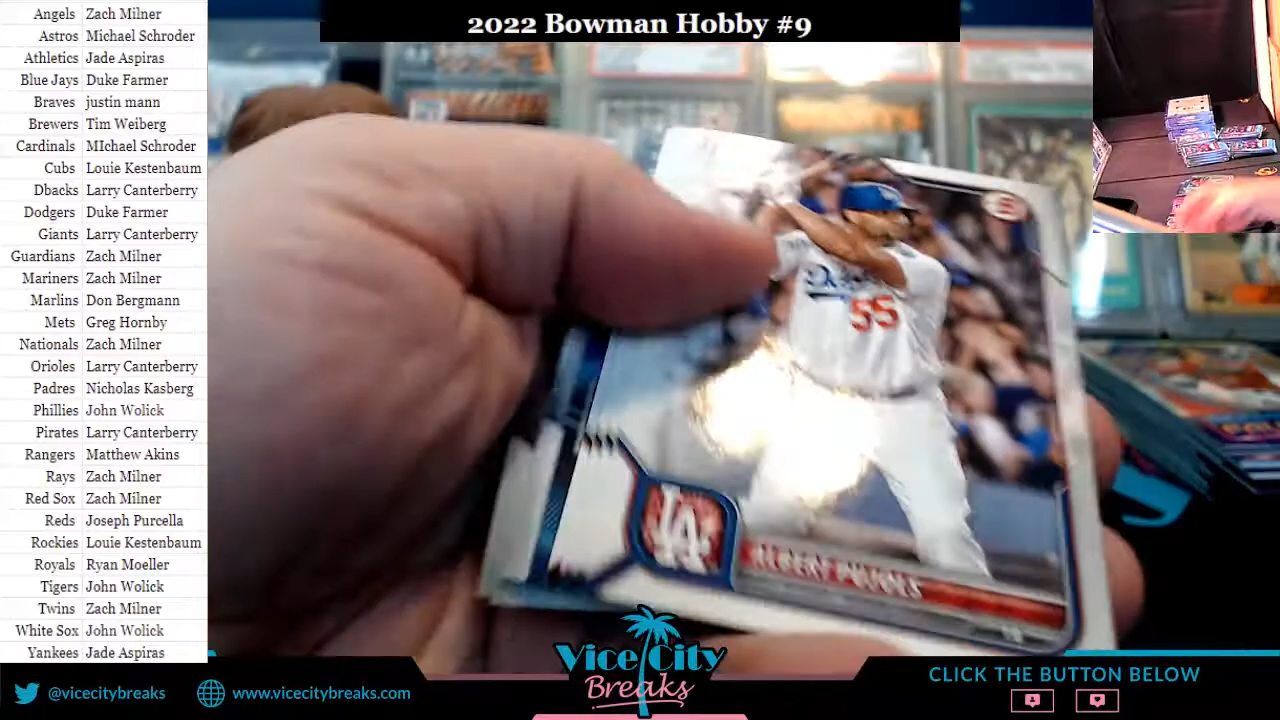 2022 Bowman Hobby #9
Angels Zach Milner
Astros Michael Schroder
Athletics Jade Aspiras
Blue Jays Duke Farmer
Braves justin mann
Brewers Tim Weiberg
Cardinals MIchael Schroder
Cubs Louie Kestenbaum
Dbacks Larry Canterberry
Dodgers Duke Farmer
Giants Larry Canterberry
Guardians Zach Milner
Mariners Zach Milner
Marlins Don Bergmann
Mets Greg Hornby
Nationals Zach Milner
Orioles Larry Canterberry
Padres Nicholas Kasberg
Phillies John Wolick
Pirates Larry Canterberry
Rangers Matthew Akins
Rays Zach Milner
Red Sox Zach Milner
Reds Joseph Purcella
Rockies Louie Kestenbaum
Royals Ryan Moeller
Tigers John Wolick
Twins Zach Milner
White Sox John Wolick
Yankees Jade Aspiras
55
LA
ALBERT PUJOLS
@vicecitybreaks
www.vicecitybreaks.com
Vice City
Breaks
CLICK THE BUTTON BELOW